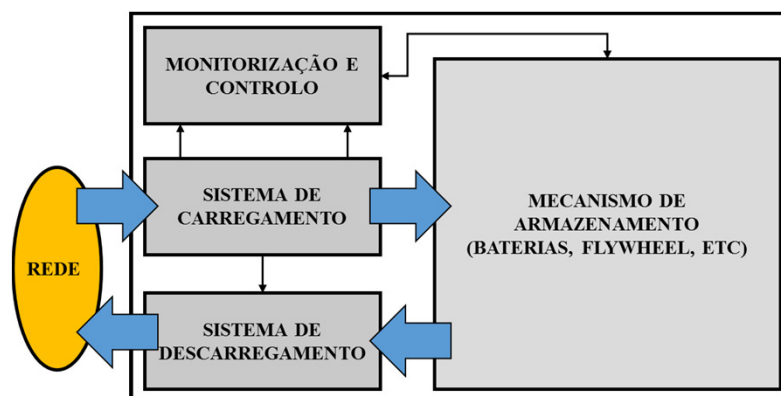 MONITORIZAÇÃO E
CONTROLO
SISTEMA DE
CARREGAMENTO
MECANISMO DE
ARMAZENAMENTO
(BATERIAS, FLYWHEEL, ETC)
REDE
SISTEMA DE
DESCARREGAMENTO